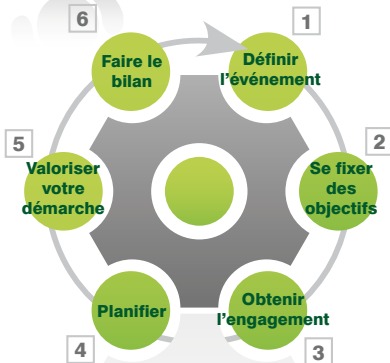 1
Définir
l'événement
2
Se fixer
des
objectifs
3
Obtenir
l'engagement
4
Planifier
5
Valoriser
votre
démarche
6
Faire le
bilan